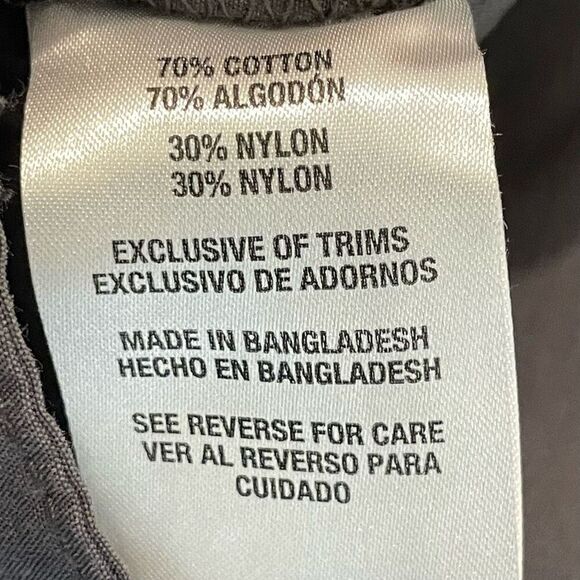 70% COTTON
70% ALGODÓN
30% NYLON
30% NYLON
EXCLUSIVE OF TRIMS
EXCLUSIVO DE ADORNOS
MADE IN BANGLADESH
HECHO EN BANGLADESH
SEE REVERSE FOR CARE
VER AL REVERSO PARA
CUIDADO